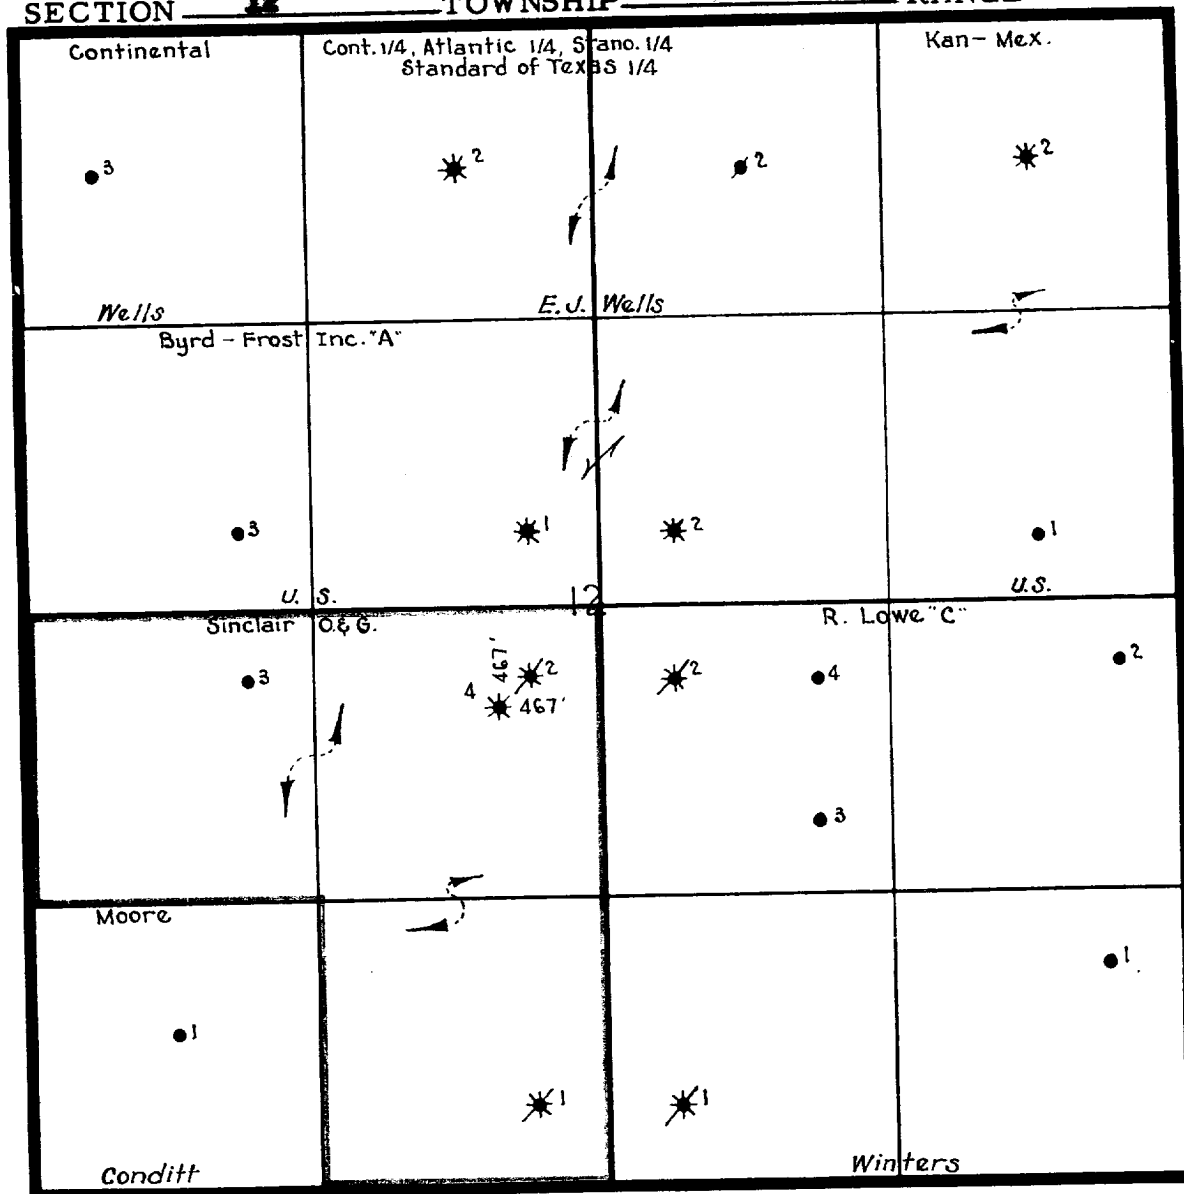 SECTION 12 TOWNSHIP RANGE
Continental
Cont. 1/4, Atlantic 1/4, Stano. 1/4
Standard of Texas 1/4
Kan-Mex.
3
2
2
2
Wells
E. J. Wells
Byrd - Frost Inc. "A"
3
1
2
1
U. S.
12
U.S.
Sinclair O.& G.
R. Lowe "C"
3
467'
2
4
467'
2
4
2
3
Moore
1
1
1
1
Conditt
Winters